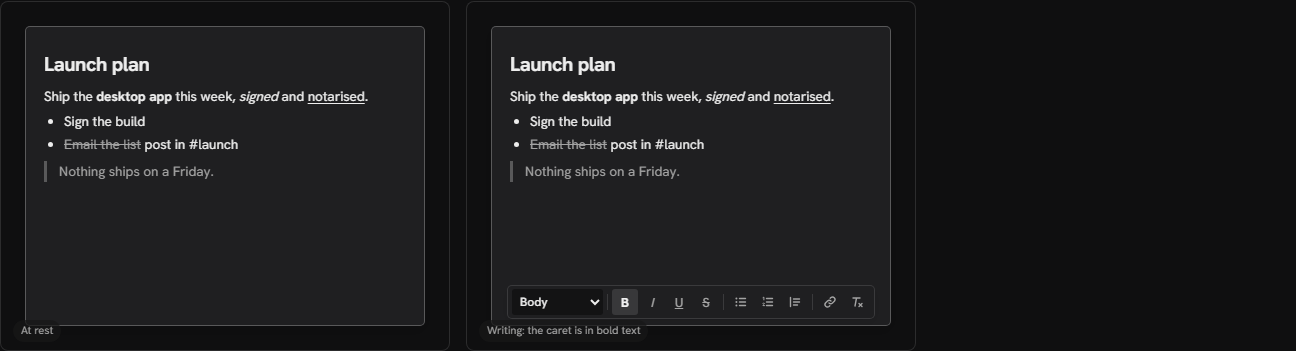 Launch plan
Ship the desktop app this week, signed and notarised.
Sign the build
Email the list post in #launch
Nothing ships on a Friday.
At rest
Launch plan
Ship the desktop app this week, signed and notarised.
Sign the build
Email the list post in #launch
Nothing ships on a Friday.
Body B I U S Tx
Writing: the caret is in bold text